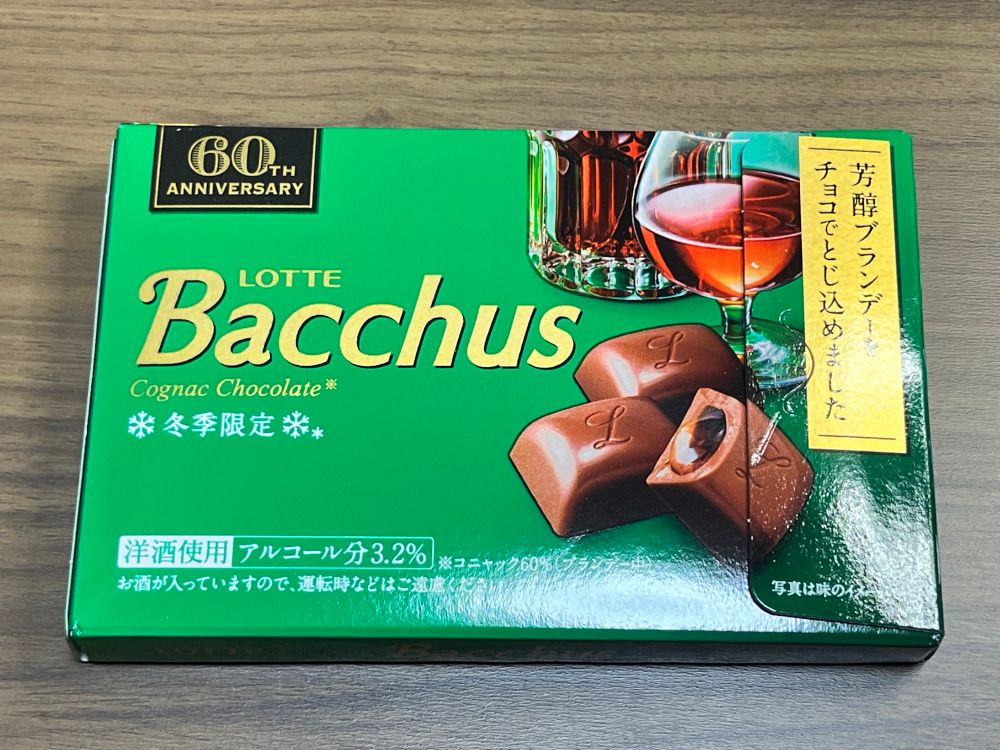 60TH
ANNIVERSARY
LOTTE
Bacchus
Cognac Chocolate※
冬季限定
芳醇ブランデーを
チョコでとじ込めました
L
L
L
洋酒使用 アルコール分3.2%
※コニャック60%(ブランデー中)
お酒が入っていますので、運転時などはご遠慮ください
写真は味の
LOTTE Bacchus